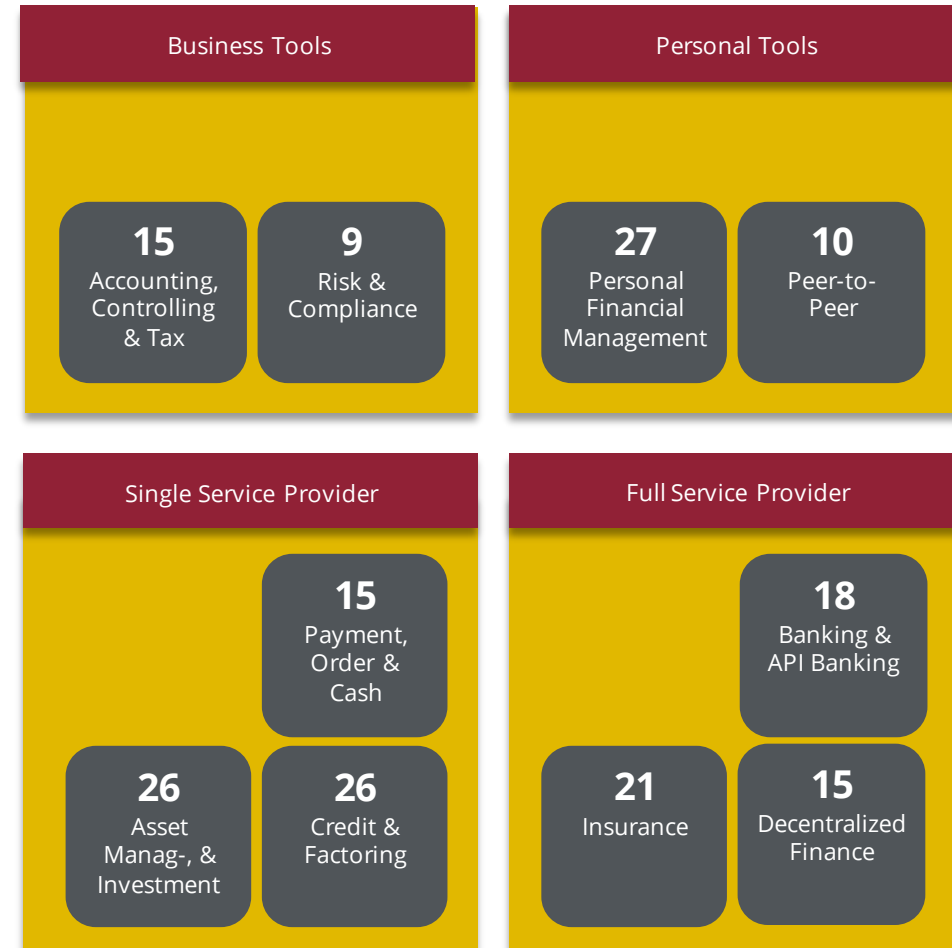 Business Tools
15
Accounting,
Controlling
& Tax
9
Risk &
Compliance
Personal Tools
27
Personal
Financial
Management
10
Peer-to-
Peer
Single Service Provider
15
Payment,
Order &
Cash
26
Asset
Manag-, &
Investment
26
Credit &
Factoring
Full Service Provider
18
Banking &
API Banking
21
Insurance
15
Decentralized
Finance